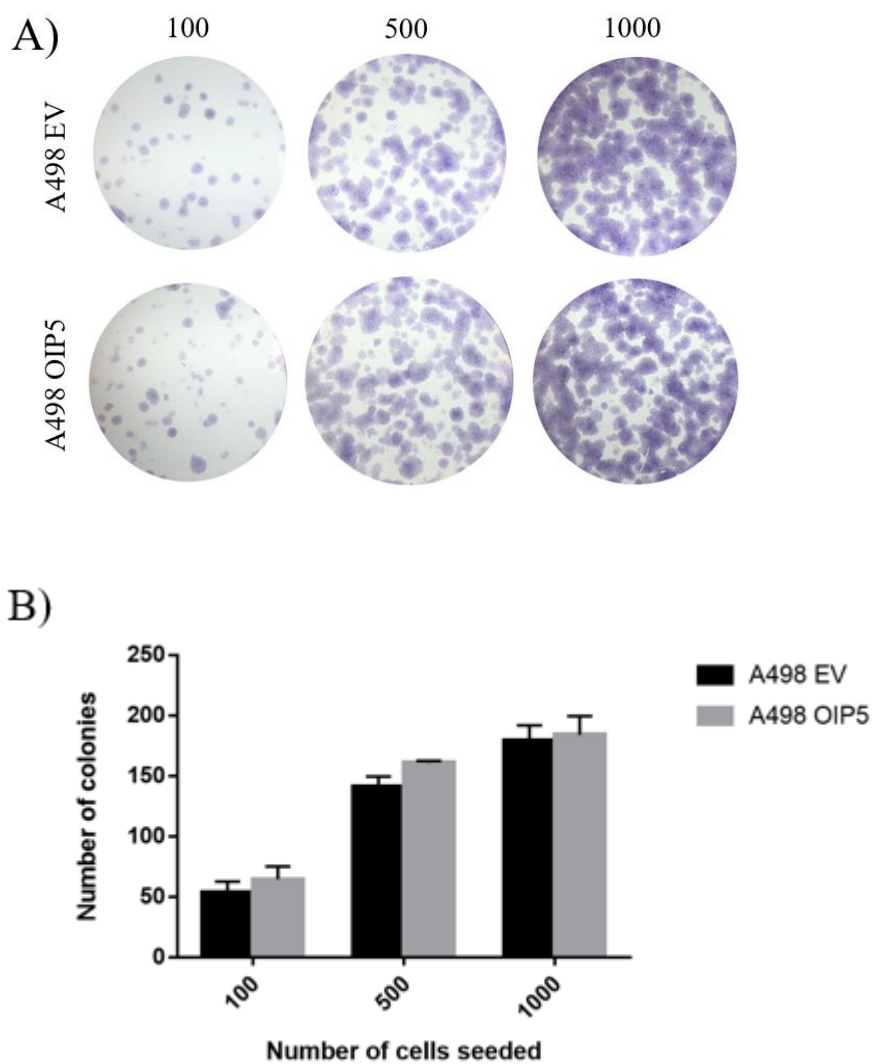 A)
100 500 1000
A498 EV
A498 OIP5
B)
250
200
150
100
50
0
Number of colonies
100 500 1000
Number of cells seeded
A498 EV
A498 OIP5